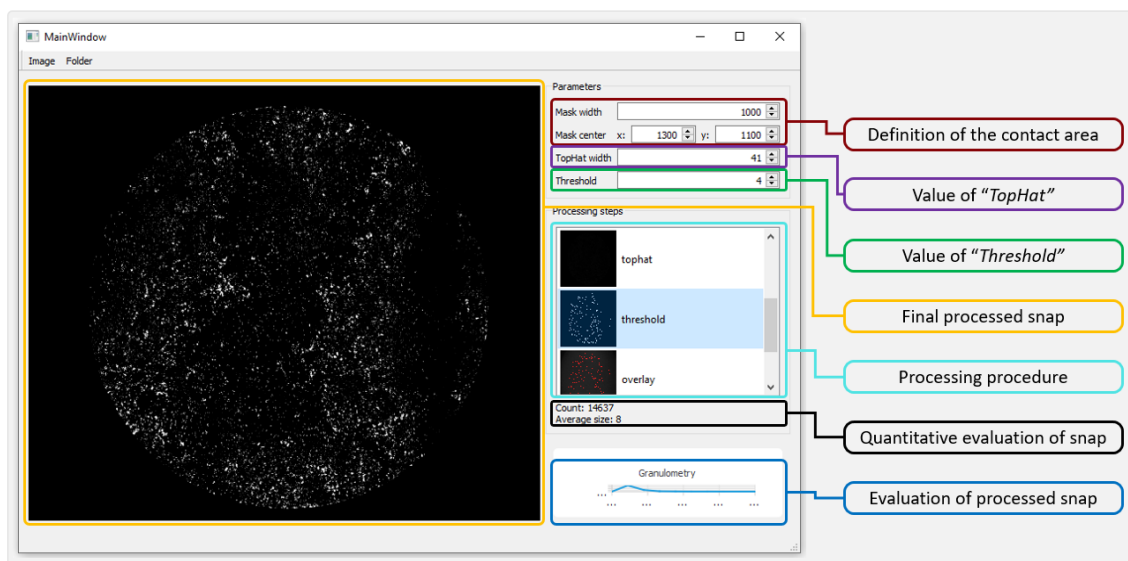 MainWindow
Image Folder
Parameters
Mask width 1000
Mask center x: 1300 y: 1100
TopHat width 41
Threshold 4
Processing steps
tophat
threshold
overlay
Count: 14637
Average size: 8
Granulometry
...
... ... ... ... ...
Definition of the contact area
Value of “TopHat”
Value of “Threshold”
Final processed snap
Processing procedure
Quantitative evaluation of snap
Evaluation of processed snap